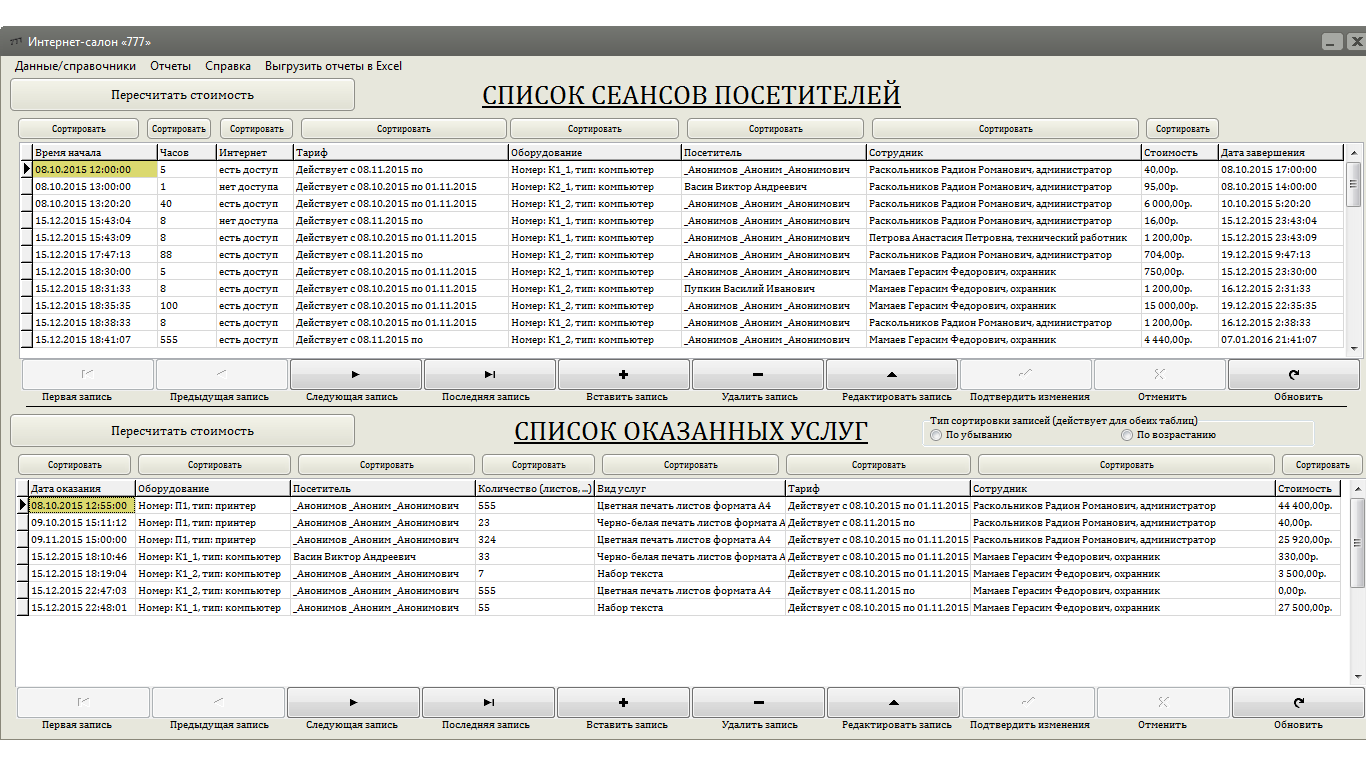 Интернет-салон «777»
Данные/справочники Отчеты Справка Выгрузить отчеты в Excel
Пересчитать стоимость
СПИСОК СЕАНСОВ ПОСЕТИТЕЛЕЙ
Сортировать Сортировать Сортировать Сортировать Сортировать Сортировать Сортировать Сортировать
Время начала Часов Интернет Тариф Оборудование Посетитель Сотрудник Стоимость Дата завершения
08.10.2015 12:00:00 5 есть доступ Действует с 08.11.2015 по Номер: К1_1, тип: компьютер _Анонимов _Аноним _Анонимович Раскольников Радион Романович, администратор 40,00р. 08.10.2015 17:00:00
08.10.2015 13:00:00 1 нет доступа Действует с 08.10.2015 по 01.11.2015 Номер: К2_1, тип: компьютер Васин Виктор Андреевич Раскольников Радион Романович, администратор 95,00р. 08.10.2015 14:00:00
08.10.2015 13:20:20 40 есть доступ Действует с 08.10.2015 по 01.11.2015 Номер: К1_2, тип: компьютер _Анонимов _Аноним _Анонимович Раскольников Радион Романович, администратор 6 000,00р. 10.10.2015 5:20:20
15.12.2015 15:43:04 8 нет доступа Действует с 08.11.2015 по Номер: К1_1, тип: компьютер _Анонимов _Аноним _Анонимович Раскольников Радион Романович, администратор 16,00р. 15.12.2015 23:43:04
15.12.2015 15:43:09 8 есть доступ Действует с 08.10.2015 по 01.11.2015 Номер: К1_1, тип: компьютер _Анонимов _Аноним _Анонимович Петрова Анастасия Петровна, технический работник 1 200,00р. 15.12.2015 23:43:09
15.12.2015 17:47:13 88 есть доступ Действует с 08.11.2015 по Номер: К1_2, тип: компьютер _Анонимов _Аноним _Анонимович Раскольников Радион Романович, администратор 704,00р. 19.12.2015 9:47:13
15.12.2015 18:30:00 5 есть доступ Действует с 08.10.2015 по 01.11.2015 Номер: К2_1, тип: компьютер _Анонимов _Аноним _Анонимович Мамаев Герасим Федорович, охранник 750,00р. 15.12.2015 23:30:00
15.12.2015 18:31:33 8 есть доступ Действует с 08.10.2015 по 01.11.2015 Номер: К1_2, тип: компьютер Пупкин Василий Иванович Мамаев Герасим Федорович, охранник 1 200,00р. 16.12.2015 2:31:33
15.12.2015 18:35:35 100 есть доступ Действует с 08.10.2015 по 01.11.2015 Номер: К1_2, тип: компьютер _Анонимов _Аноним _Анонимович Мамаев Герасим Федорович, охранник 15 000,00р. 19.12.2015 22:35:35
15.12.2015 18:38:33 8 есть доступ Действует с 08.10.2015 по 01.11.2015 Номер: К1_2, тип: компьютер _Анонимов _Аноним _Анонимович Раскольников Радион Романович, администратор 1 200,00р. 16.12.2015 2:38:33
15.12.2015 18:41:07 555 есть доступ Действует с 08.11.2015 по Номер: К1_2, тип: компьютер _Анонимов _Аноним _Анонимович Мамаев Герасим Федорович, охранник 4 440,00р. 07.01.2016 21:41:07
Первая запись Предыдущая запись Следующая запись Последняя запись Вставить запись Удалить запись Редактировать запись Подтвердить изменения Отменить Обновить
Пересчитать стоимость
СПИСОК ОКАЗАННЫХ УСЛУГ
Тип сортировки записей (действует для обеих таблиц)
По убыванию По возрастанию
Сортировать Сортировать Сортировать Сортировать Сортировать Сортировать Сортировать Сортировать
Дата оказания Оборудование Посетитель Количество (листов, ...) Вид услуг Тариф Сотрудник Стоимость
08.10.2015 12:55:00 Номер: П1, тип: принтер _Анонимов _Аноним _Анонимович 555 Цветная печать листов формата А4 Действует с 08.10.2015 по 01.11.2015 Раскольников Радион Романович, администратор 44 400,00р.
09.10.2015 15:11:12 Номер: П1, тип: принтер _Анонимов _Аноним _Анонимович 23 Черно-белая печать листов формата А Действует с 08.11.2015 по Раскольников Радион Романович, администратор 40,00р.
09.11.2015 15:00:00 Номер: П1, тип: принтер _Анонимов _Аноним _Анонимович 324 Цветная печать листов формата А4 Действует с 08.10.2015 по 01.11.2015 Раскольников Радион Романович, администратор 25 920,00р.
15.12.2015 18:10:46 Номер: К1_1, тип: компьютер Васин Виктор Андреевич 33 Черно-белая печать листов формата А Действует с 08.10.2015 по 01.11.2015 Мамаев Герасим Федорович, охранник 330,00р.
15.12.2015 18:19:04 Номер: К1_2, тип: компьютер _Анонимов _Аноним _Анонимович 7 Набор текста Действует с 08.10.2015 по 01.11.2015 Мамаев Герасим Федорович, охранник 3 500,00р.
15.12.2015 22:47:03 Номер: К1_2, тип: компьютер _Анонимов _Аноним _Анонимович 555 Цветная печать листов формата А4 Действует с 08.11.2015 по Мамаев Герасим Федорович, охранник 0,00р.
15.12.2015 22:48:01 Номер: К1_1, тип: компьютер _Анонимов _Аноним _Анонимович 55 Набор текста Действует с 08.10.2015 по 01.11.2015 Мамаев Герасим Федорович, охранник 27 500,00р.
Первая запись Предыдущая запись Следующая запись Последняя запись Вставить запись Удалить запись Редактировать запись Подтвердить изменения Отменить Обновить